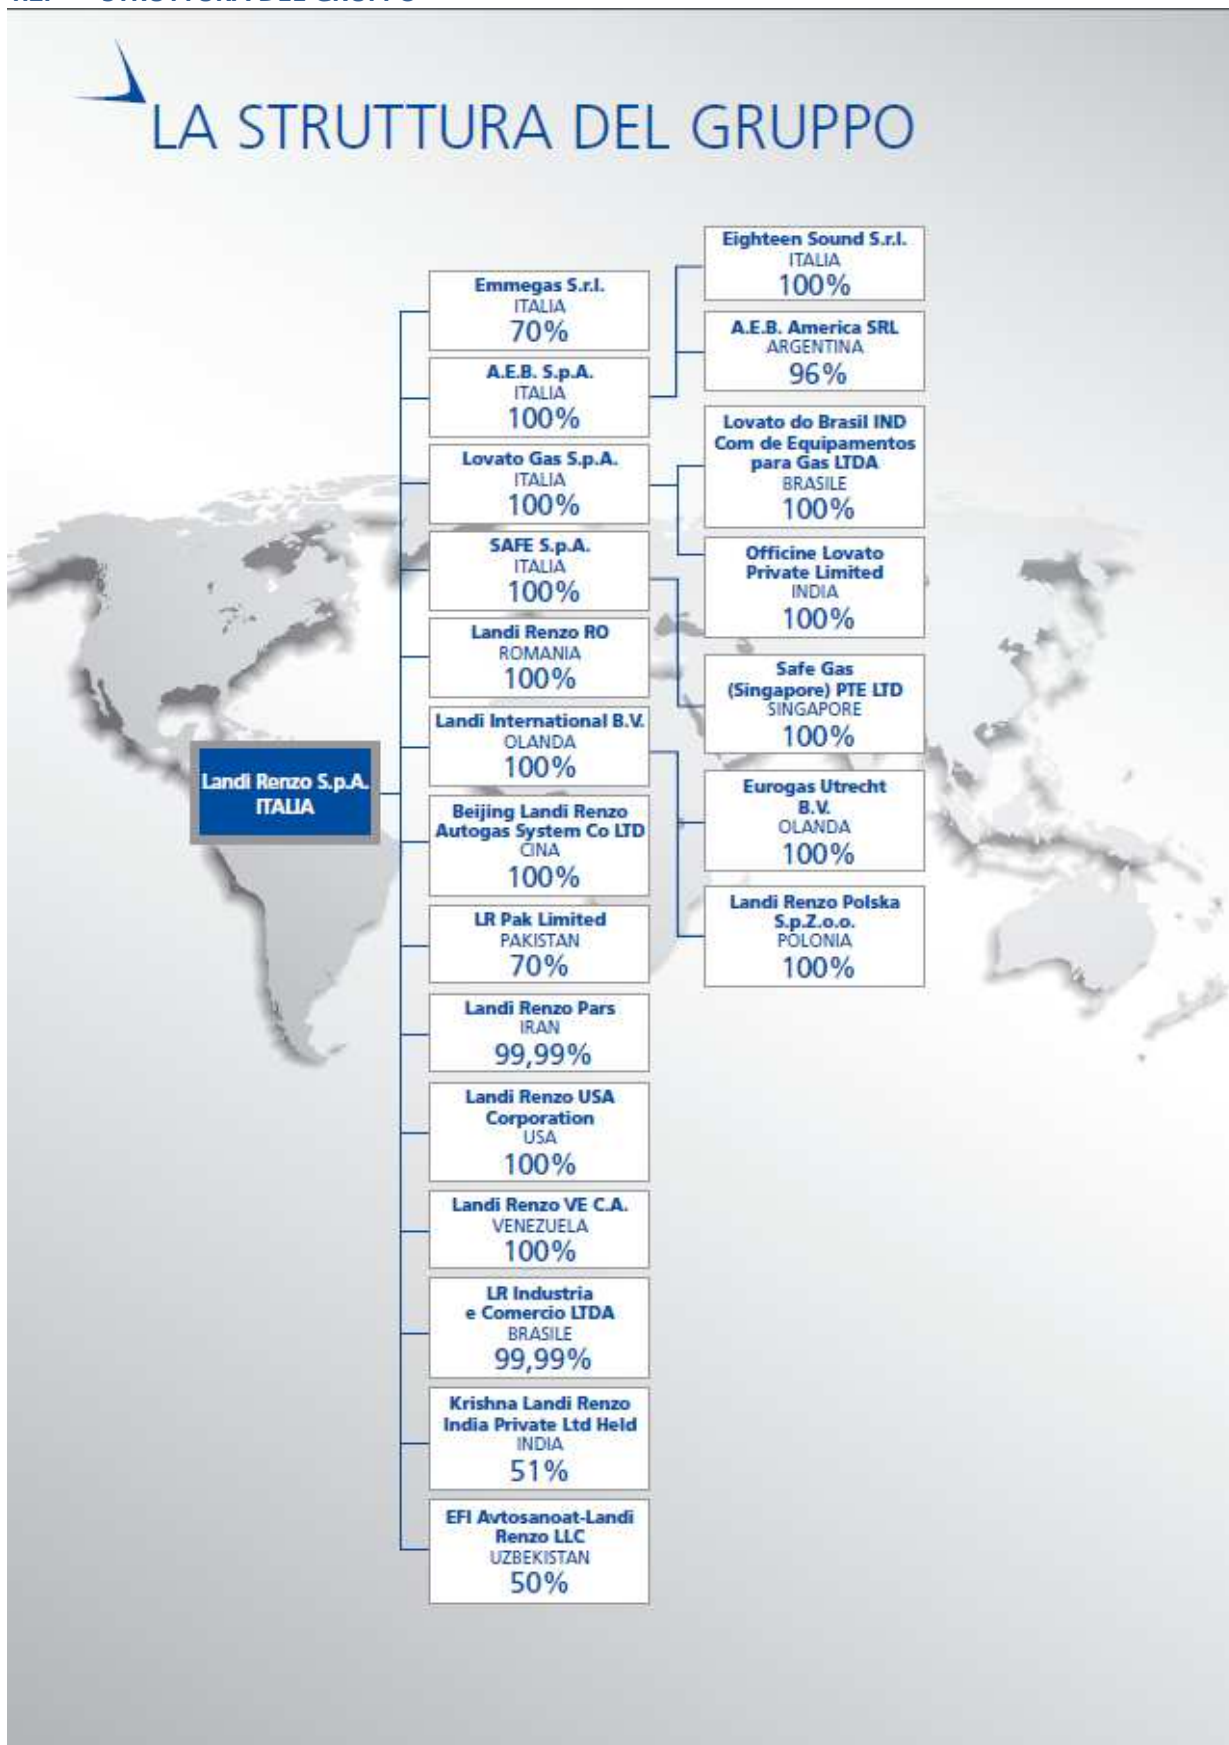 STRUTTURA DEL GRUPPO
LA STRUTTURA DEL GRUPPO
Landi Renzo S.p.A.
ITALIA
Emmegas S.r.l.
ITALIA
70%
A.E.B. S.p.A.
ITALIA
100%
Lovato Gas S.p.A.
ITALIA
100%
SAFE S.p.A.
ITALIA
100%
Landi Renzo RO
ROMANIA
100%
Landi International B.V.
OLANDA
100%
Beijing Landi Renzo
Autogas System Co LTD
CINA
100%
LR Pak Limited
PAKISTAN
70%
Landi Renzo Pars
IRAN
99,99%
Landi Renzo USA
Corporation
USA
100%
Landi Renzo VE C.A.
VENEZUELA
100%
LR Industria
e Comercio LTDA
BRASILE
99,99%
Krishna Landi Renzo
India Private Ltd Held
INDIA
51%
EFI Avtosanoat-Landi
Renzo LLC
UZBEKISTAN
50%
Eighteen Sound S.r.l.
ITALIA
100%
A.E.B. America SRL
ARGENTINA
96%
Lovato do Brasil IND
Com de Equipamentos
para Gas LTDA
BRASILE
100%
Officine Lovato
Private Limited
INDIA
100%
Safe Gas
(Singapore) PTE LTD
SINGAPORE
100%
Eurogas Utrecht
B.V.
OLANDA
100%
Landi Renzo Polska
S.p.Z.o.o.
POLONIA
100%